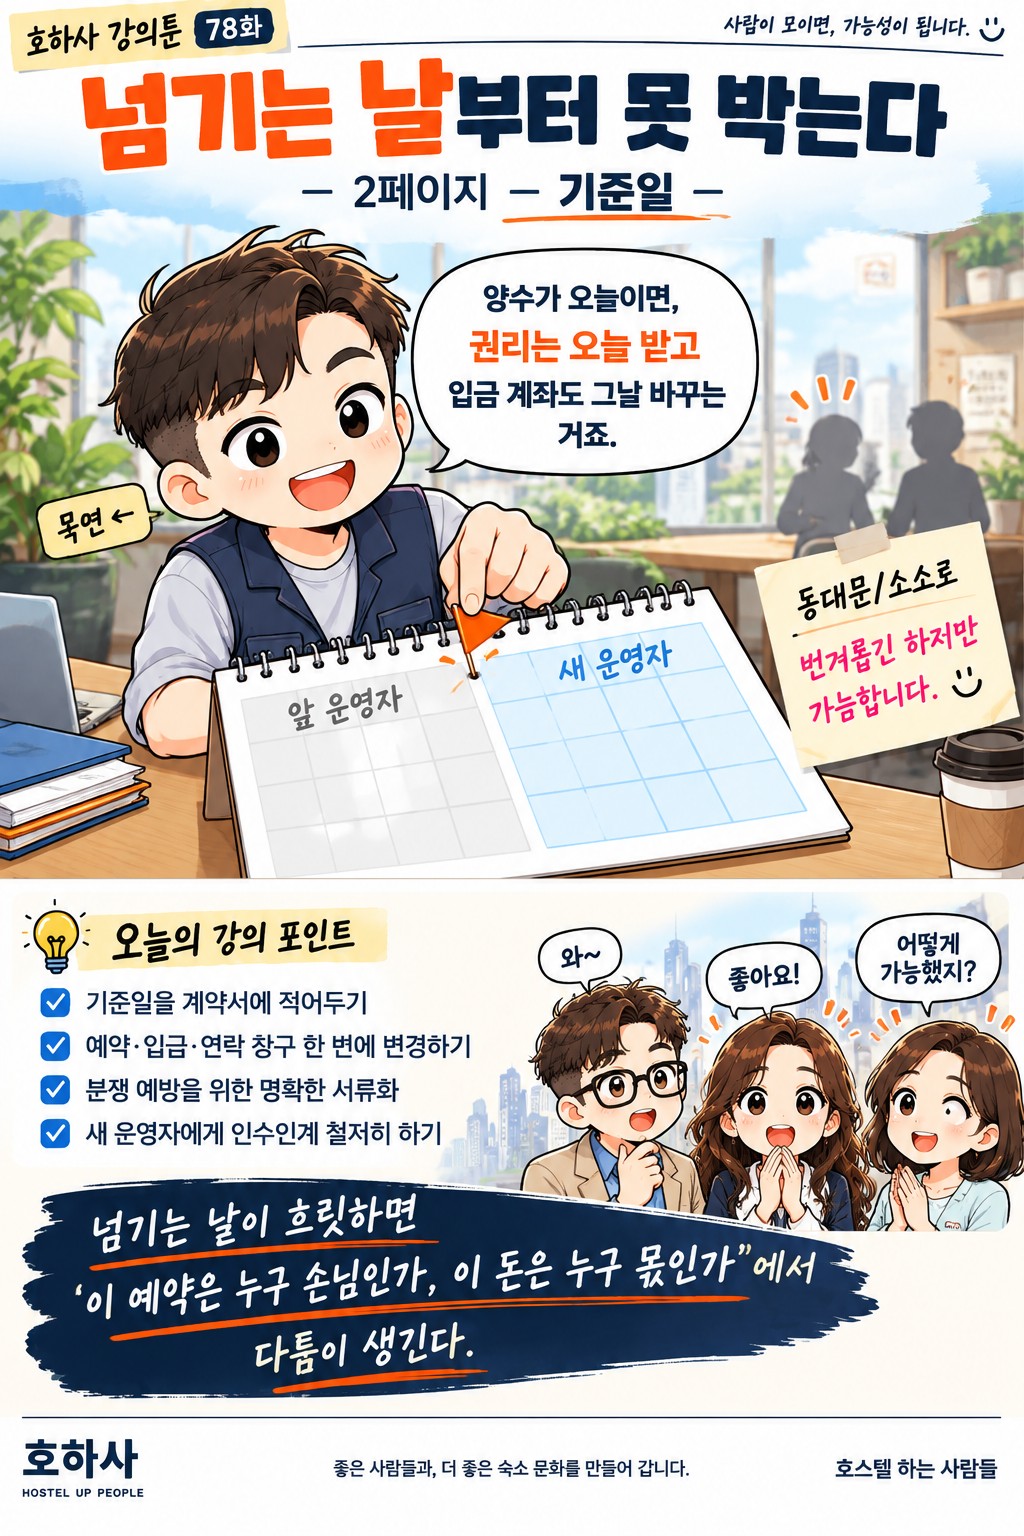 호하사 강의툰 78화
사람이 모이면, 가능성이 됩니다.
넘기는 날부터 못 박는다
– 2페이지 – 기준일 –
양수가 오늘이면,
권리는 오늘 받고
입금 계좌도 그날 바꾸는
거죠.
목연 ←
동대문/소소로
번겨롭긴 하저만
가늠합니다.
앞 운영자
새 운영자
오늘의 강의 포인트
기준일을 계약서에 적어두기
예약·입금·연락 창구 한 번에 변경하기
분쟁 예방을 위한 명확한 서류화
새 운영자에게 인수인계 철저히 하기
와~
좋아요!
어떻게
가능했지?
넘기는 날이 흐릿하면
'이 예약은 누구 손님인가, 이 돈은 누구 몫인가"에서
다툼이 생긴다.
호하사
HOSTEL UP PEOPLE
좋은 사람들과, 더 좋은 숙소 문화를 만들어 갑니다.
호스텔 하는 사람들